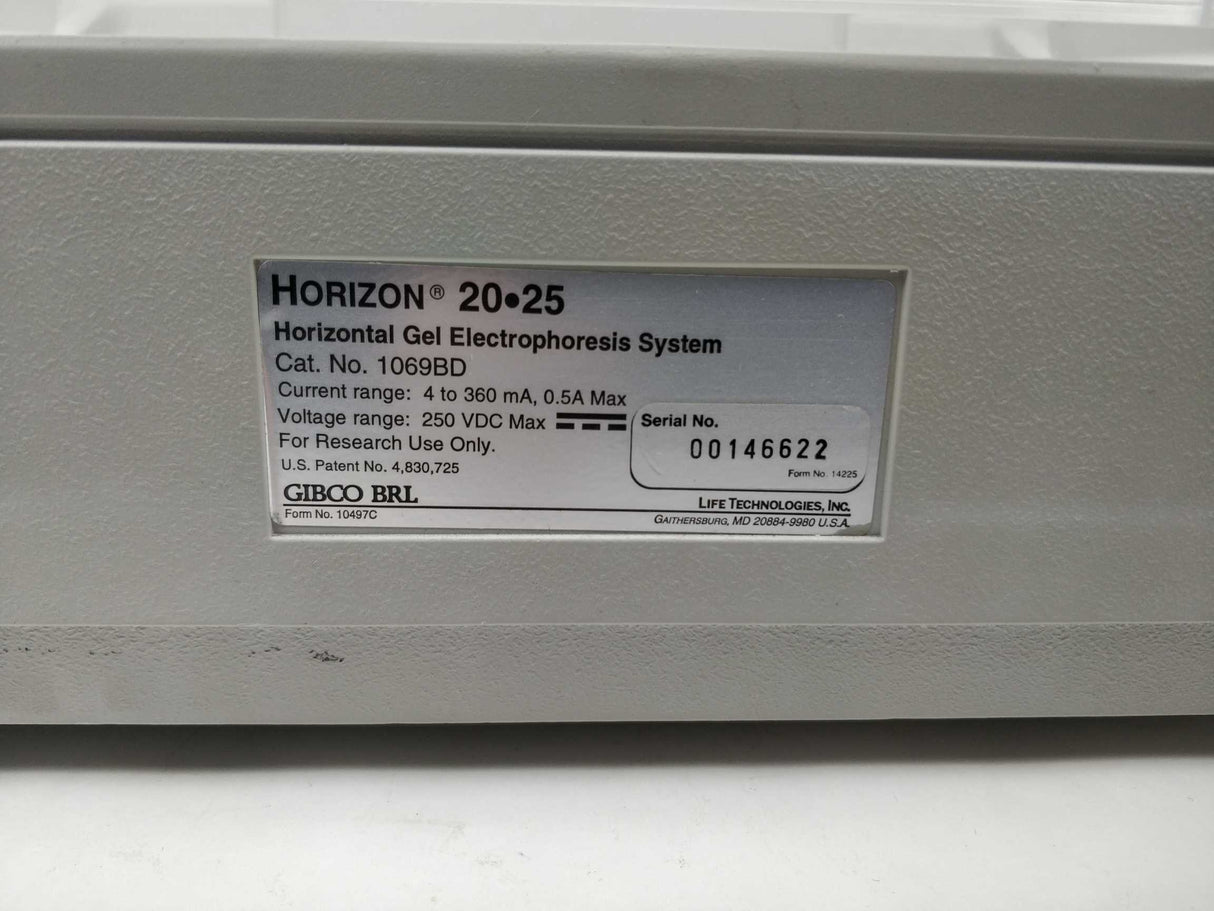 HORIZON® 20•25
Horizontal Gel Electrophoresis System
Cat. No. 1069BD
Current range: 4 to 360 mA, 0.5A Max
Voltage range: 250 VDC Max
For Research Use Only.
U.S. Patent No. 4,830,725
Serial No.
00146622
Form No. 14225
GIBCO BRL
LIFE TECHNOLOGIES, INC.
Form No. 10497C
GAITHERSBURG, MD 20884-9980 U.S.A.